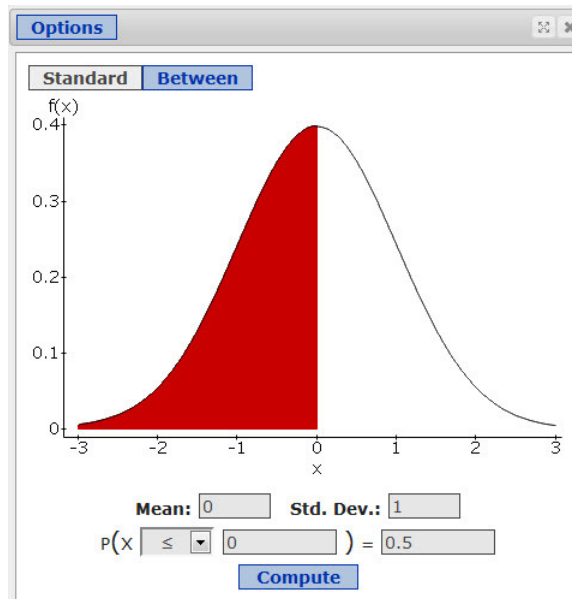 Options
Standard Between
f(x)
0.4
0.3
0.2
0.1
0
-3 -2 -1 0 1 2 3
x
Mean: 0 Std. Dev.: 1
P(X ≤ 0 ) = 0.5
Compute